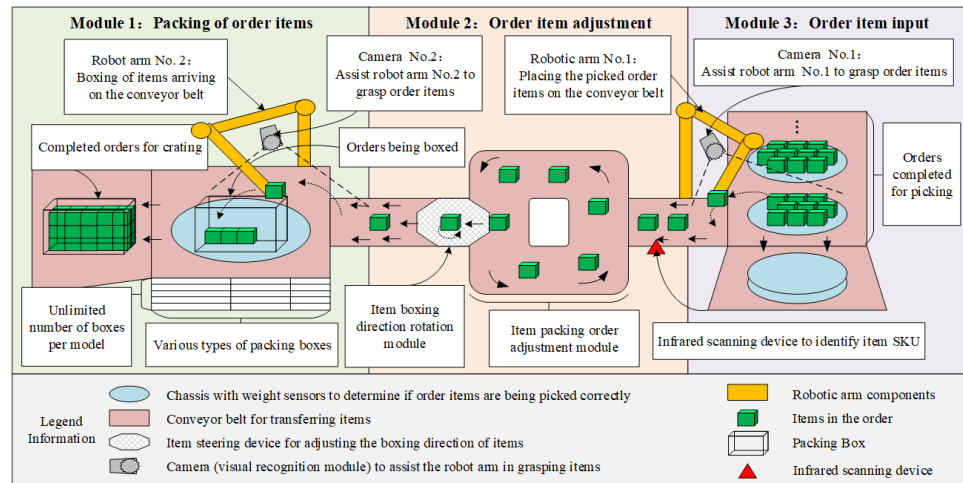 Module 1：Packing of order items
Module 2：Order item adjustment
Module 3：Order item input
Robot arm No. 2：
Boxing of items arriving
on the conveyor belt
Camera No.2：
Assist robot arm No.2 to
grasp order items
Robotic arm No.1：
Placing the picked order
items on the conveyor belt
Camera No.1：
Assist robot arm No.1 to grasp order items
Completed orders for crating
Orders being boxed
Orders
completed
for picking
Unlimited
number of boxes
per model
Various types of packing boxes
Item boxing
direction rotation
module
Item packing order
adjustment module
Infrared scanning device to identify item SKU
Legend
Information
Chassis with weight sensors to determine if order items are being picked correctly
Conveyor belt for transferring items
Item steering device for adjusting the boxing direction of items
Camera (visual recognition module) to assist the robot arm in grasping items
Robotic arm components
Items in the order
Packing Box
Infrared scanning device